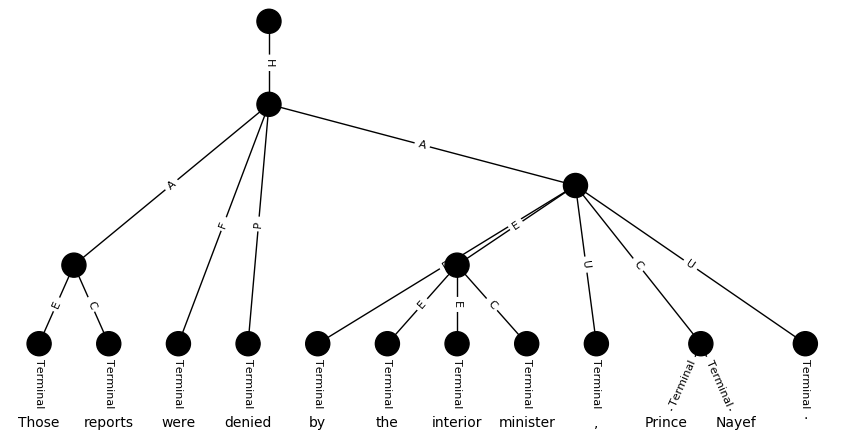 H
A
A F P
E
E C E E C U C U
Terminal Terminal Terminal Terminal Terminal Terminal Terminal Terminal Terminal Terminal Terminal Terminal
Those reports were denied by the interior minister , Prince Nayef .